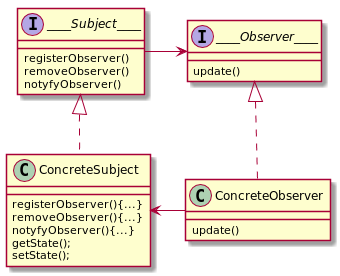 I ____Subject____
registerObserver()
removeObserver()
notyfyObserver()
I ____Observer____
update()
C ConcreteSubject
registerObserver(){...}
removeObserver(){...}
notyfyObserver(){...}
getState();
setState();
C ConcreteObserver
update()